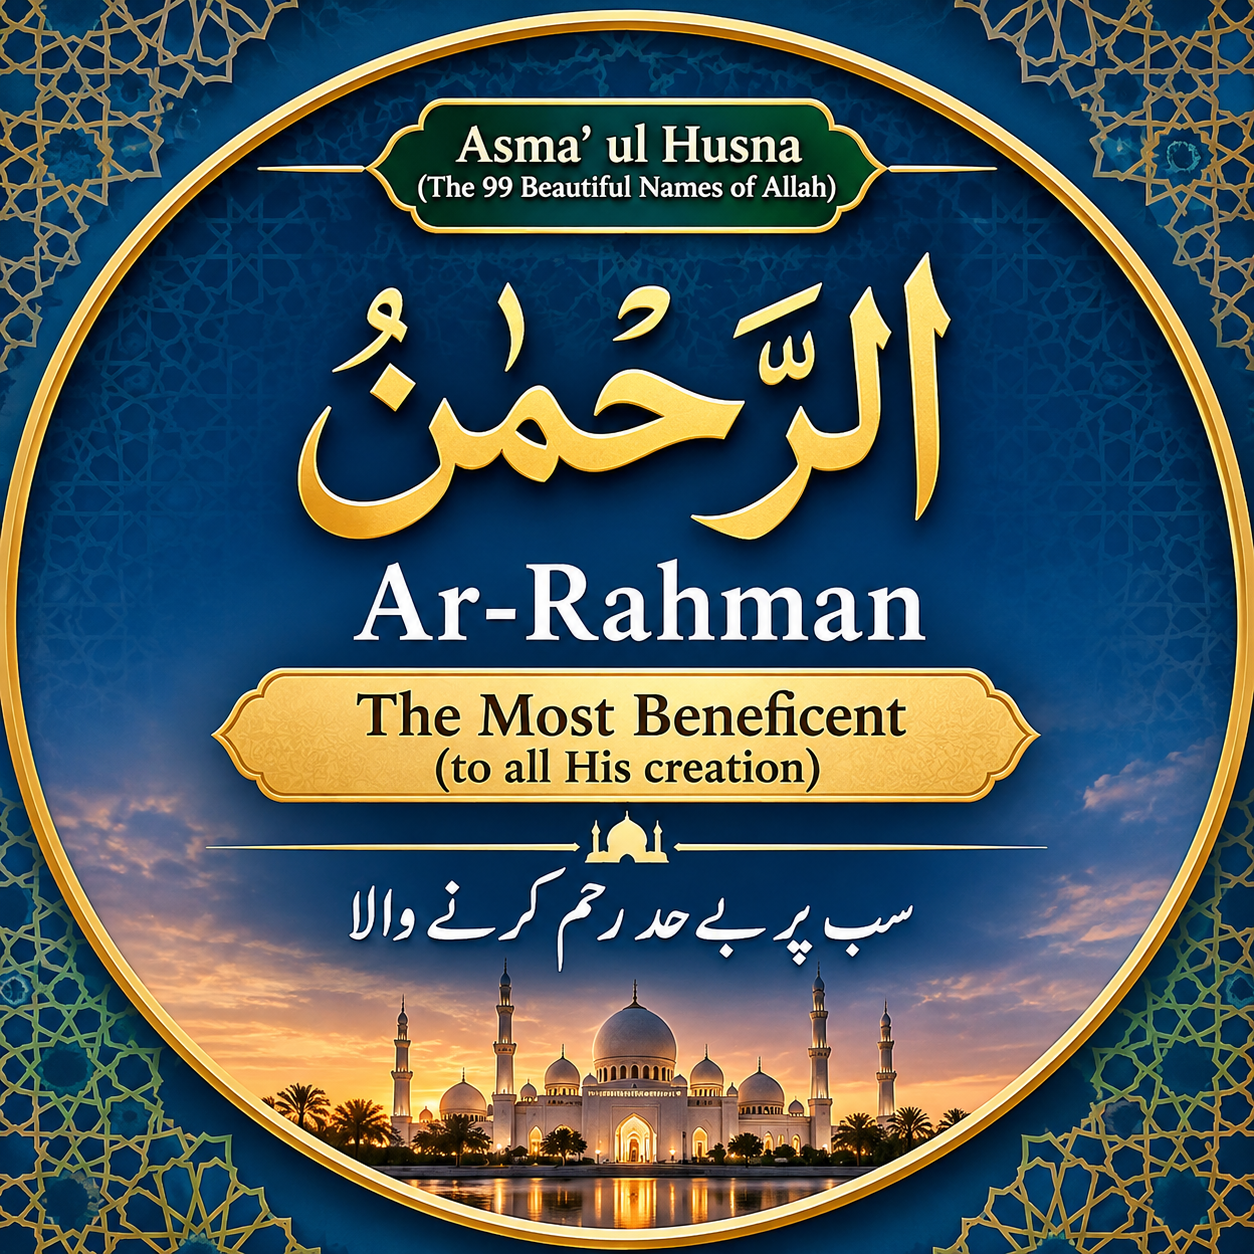 Asma’ ul Husna
(The 99 Beautiful Names of Allah)
الرَّحْمٰنُ
Ar-Rahman
The Most Beneficent
(to all His creation)
سب پر بے حد رحم کرنے والا